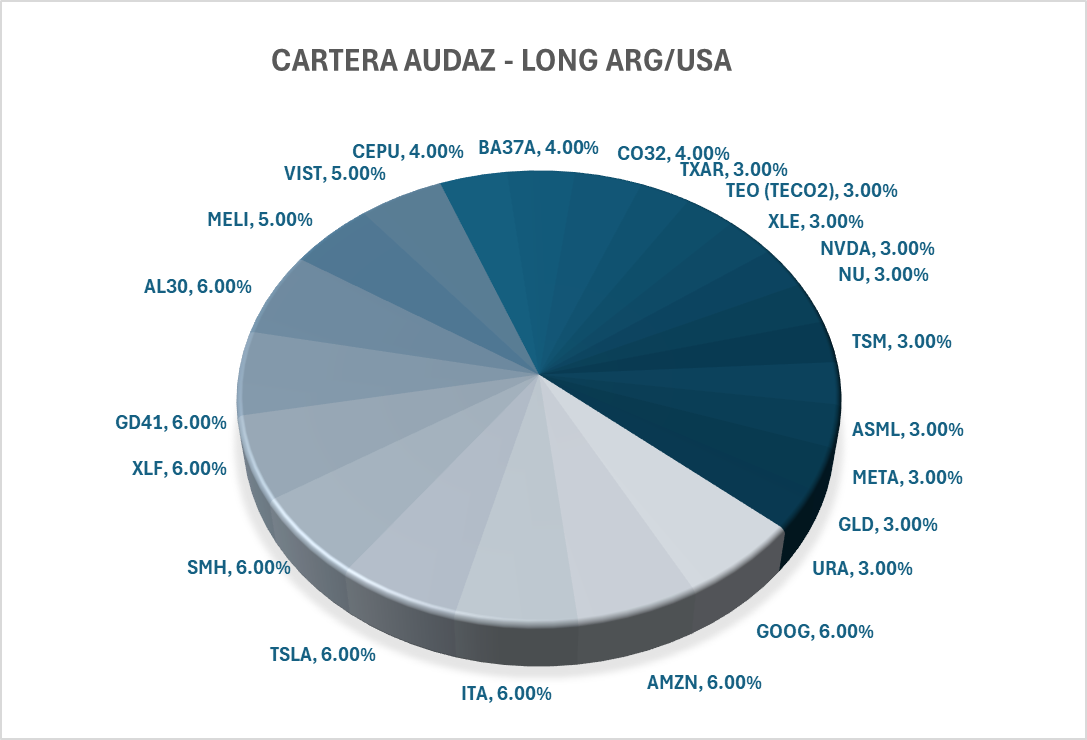 CARTERA AUDAZ - LONG ARG/USA
BA37A, 4.00%
CO32, 4.00%
TXAR, 3.00%
TEO (TECO2), 3.00%
XLE, 3.00%
NVDA, 3.00%
NU, 3.00%
TSM, 3.00%
ASML, 3.00%
META, 3.00%
GLD, 3.00%
URA, 3.00%
GOOG, 6.00%
AMZN, 6.00%
ITA, 6.00%
TSLA, 6.00%
SMH, 6.00%
XLF, 6.00%
GD41, 6.00%
AL30, 6.00%
MELI, 5.00%
VIST, 5.00%
CEPU, 4.00%